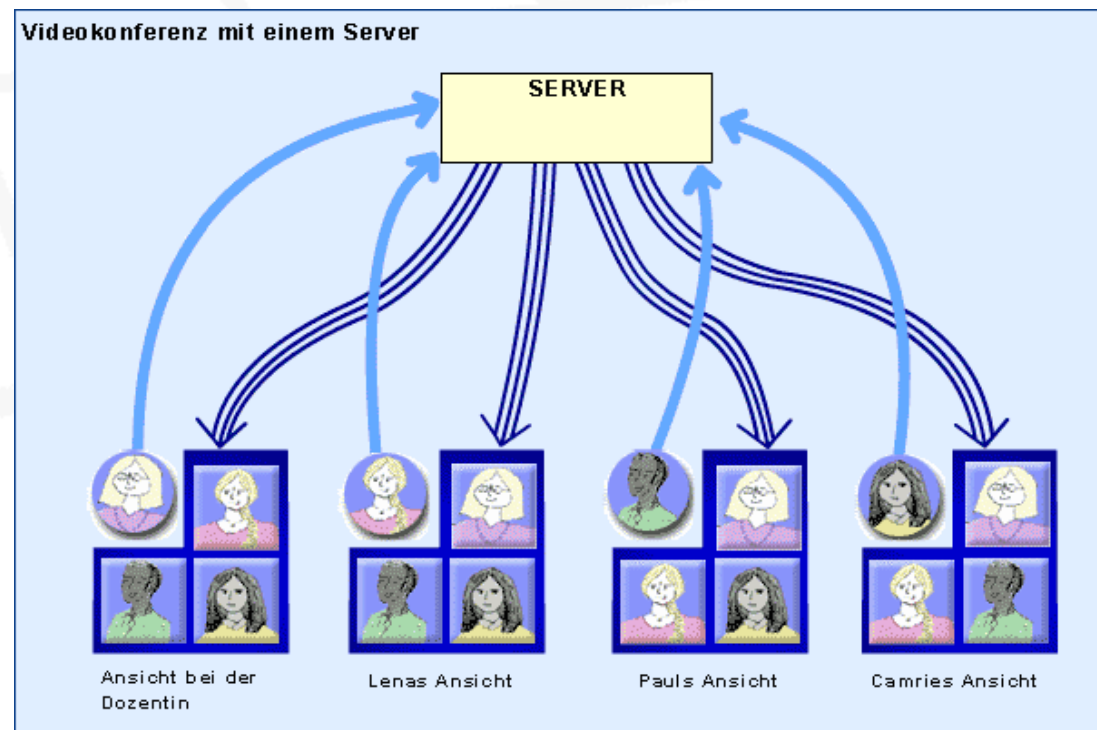 Videokonferenz mit einem Server
SERVER
Ansicht bei der
Dozentin
Lenas Ansicht
Pauls Ansicht
Camries Ansicht